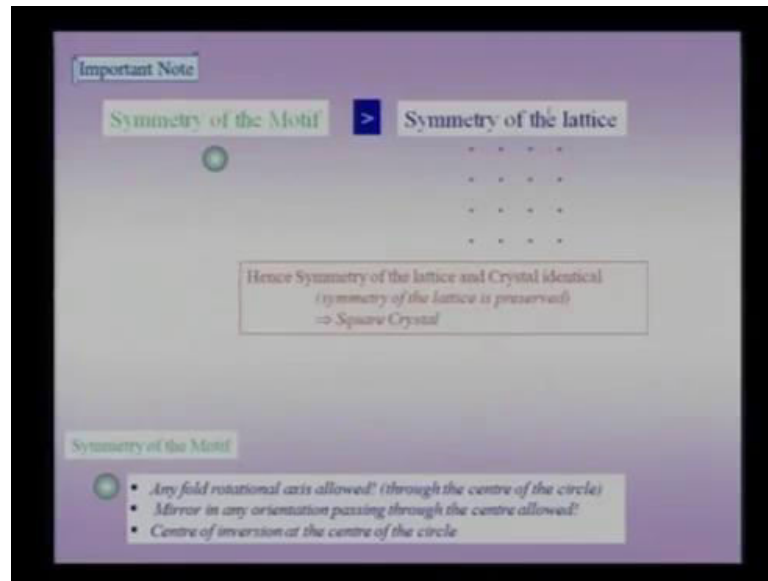 Important Note
Symmetry of the Motif > Symmetry of the lattice
Hence Symmetry of the lattice and Crystal identical
(symmetry of the lattice is preserved)
⇒ Square Crystal
Symmetry of the Motif
▪ Any fold rotational axis allowed! (through the centre of the circle)
▪ Mirror in any orientation passing through the centre allowed!
▪ Centre of inversion at the centre of the circle